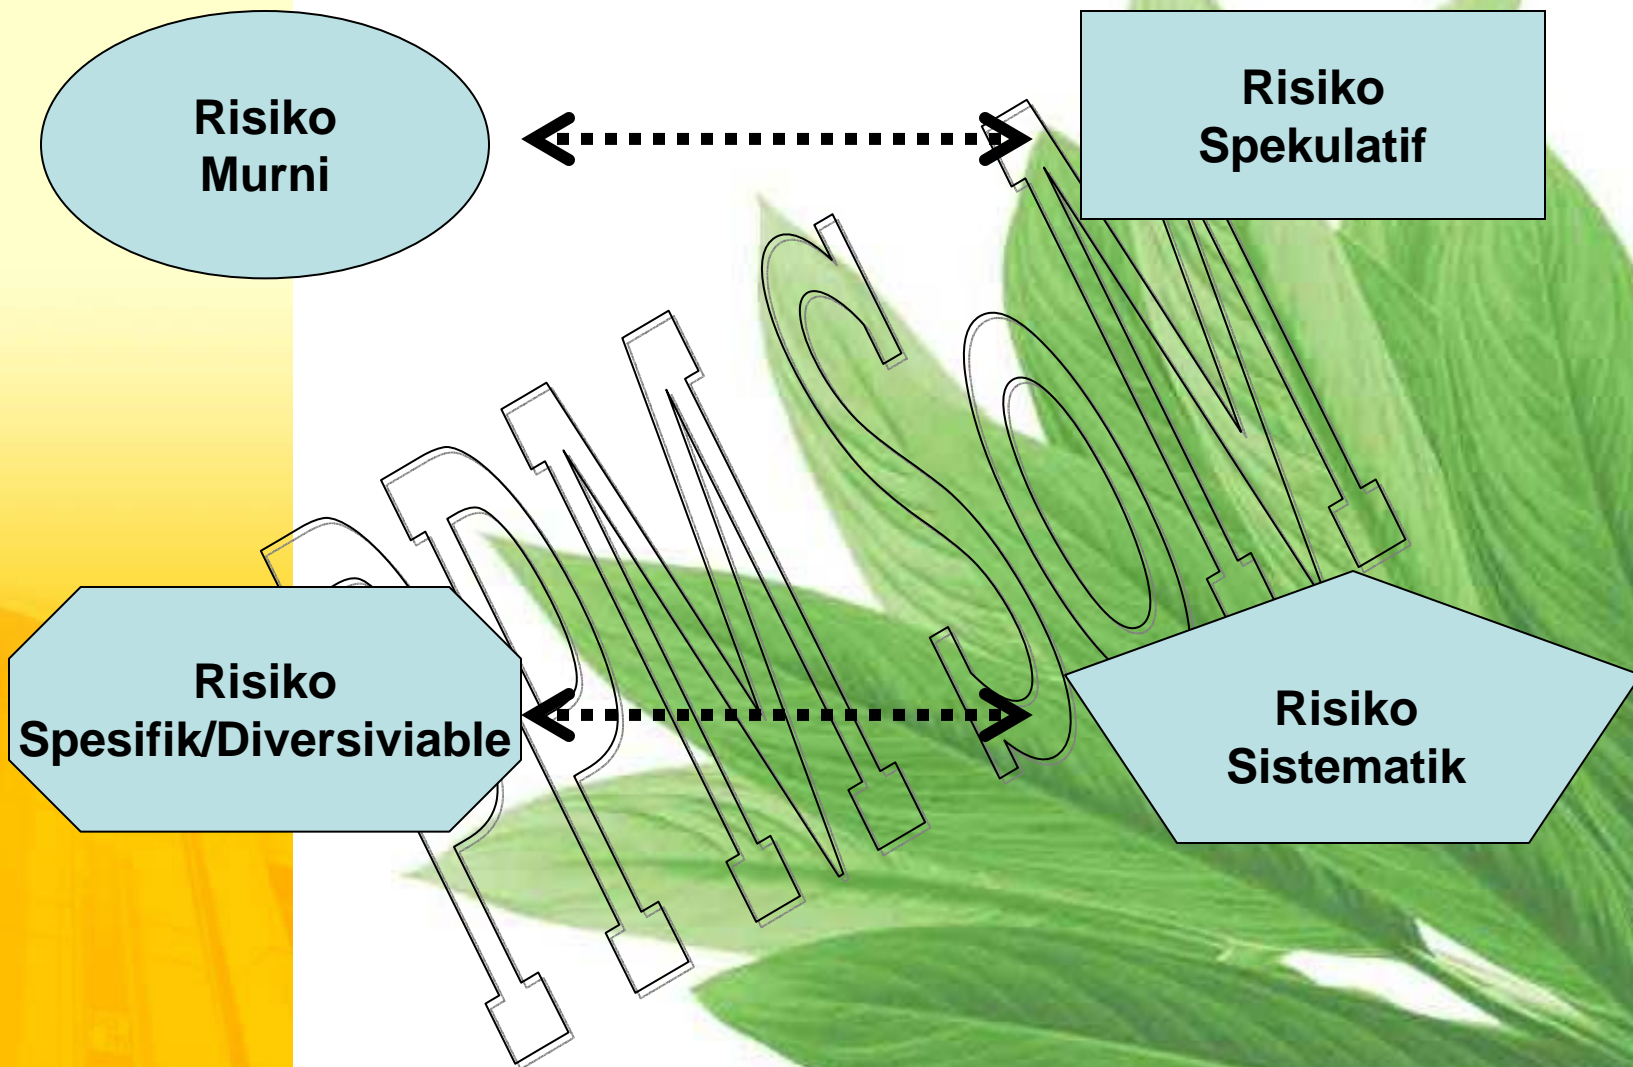 Risiko
Murni
Risiko
Spekulatif
PPM SOM
Risiko
Spesifik/Diversiviable
Risiko
Sistematik